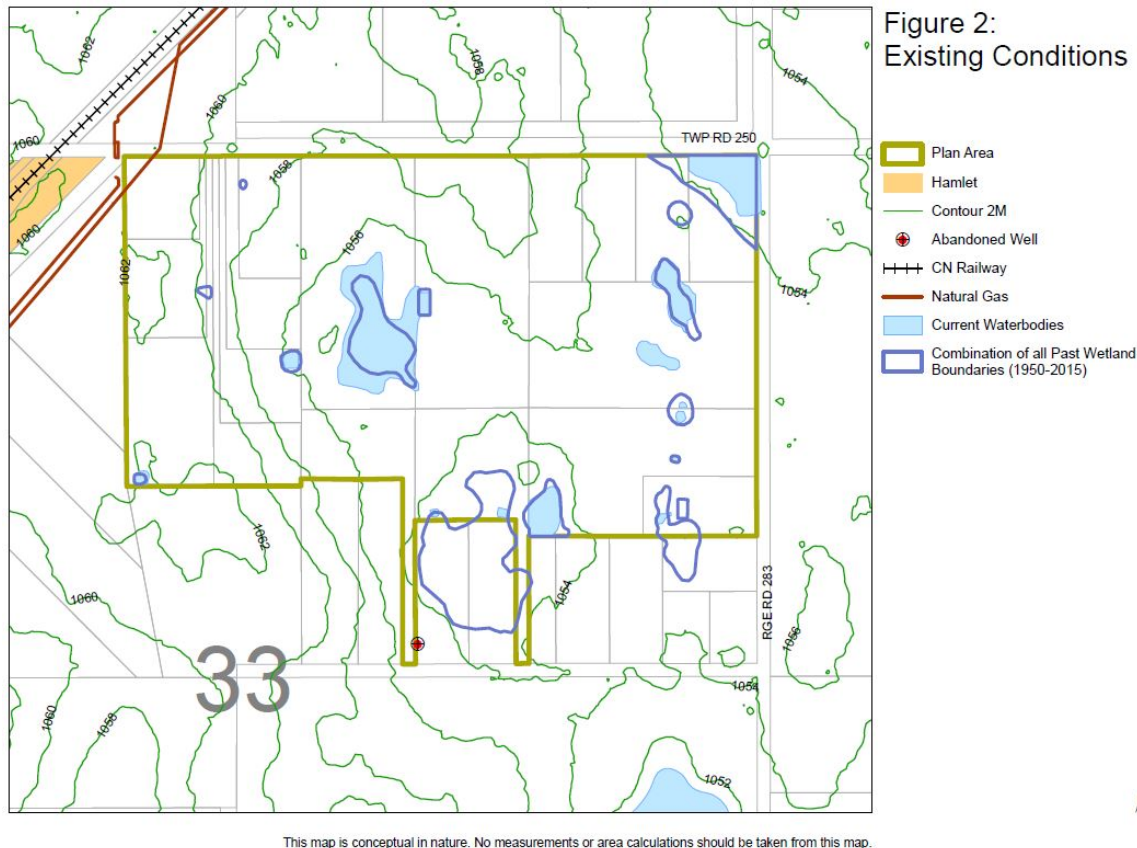 Figure 2:
Existing Conditions
Plan Area
Hamlet
Contour 2M
Abandoned Well
CN Railway
Natural Gas
Current Waterbodies
Combination of all Past Wetland
Boundaries (1950-2015)
1062
1058
1054
1060
1060
TWP RD 250
1058
1060
1056
1062
1054
1062
1054
1060
RGE RD 283
1056
33
1054
1060
1058
1052
This map is conceptual in nature. No measurements or area calculations should be taken from this map.